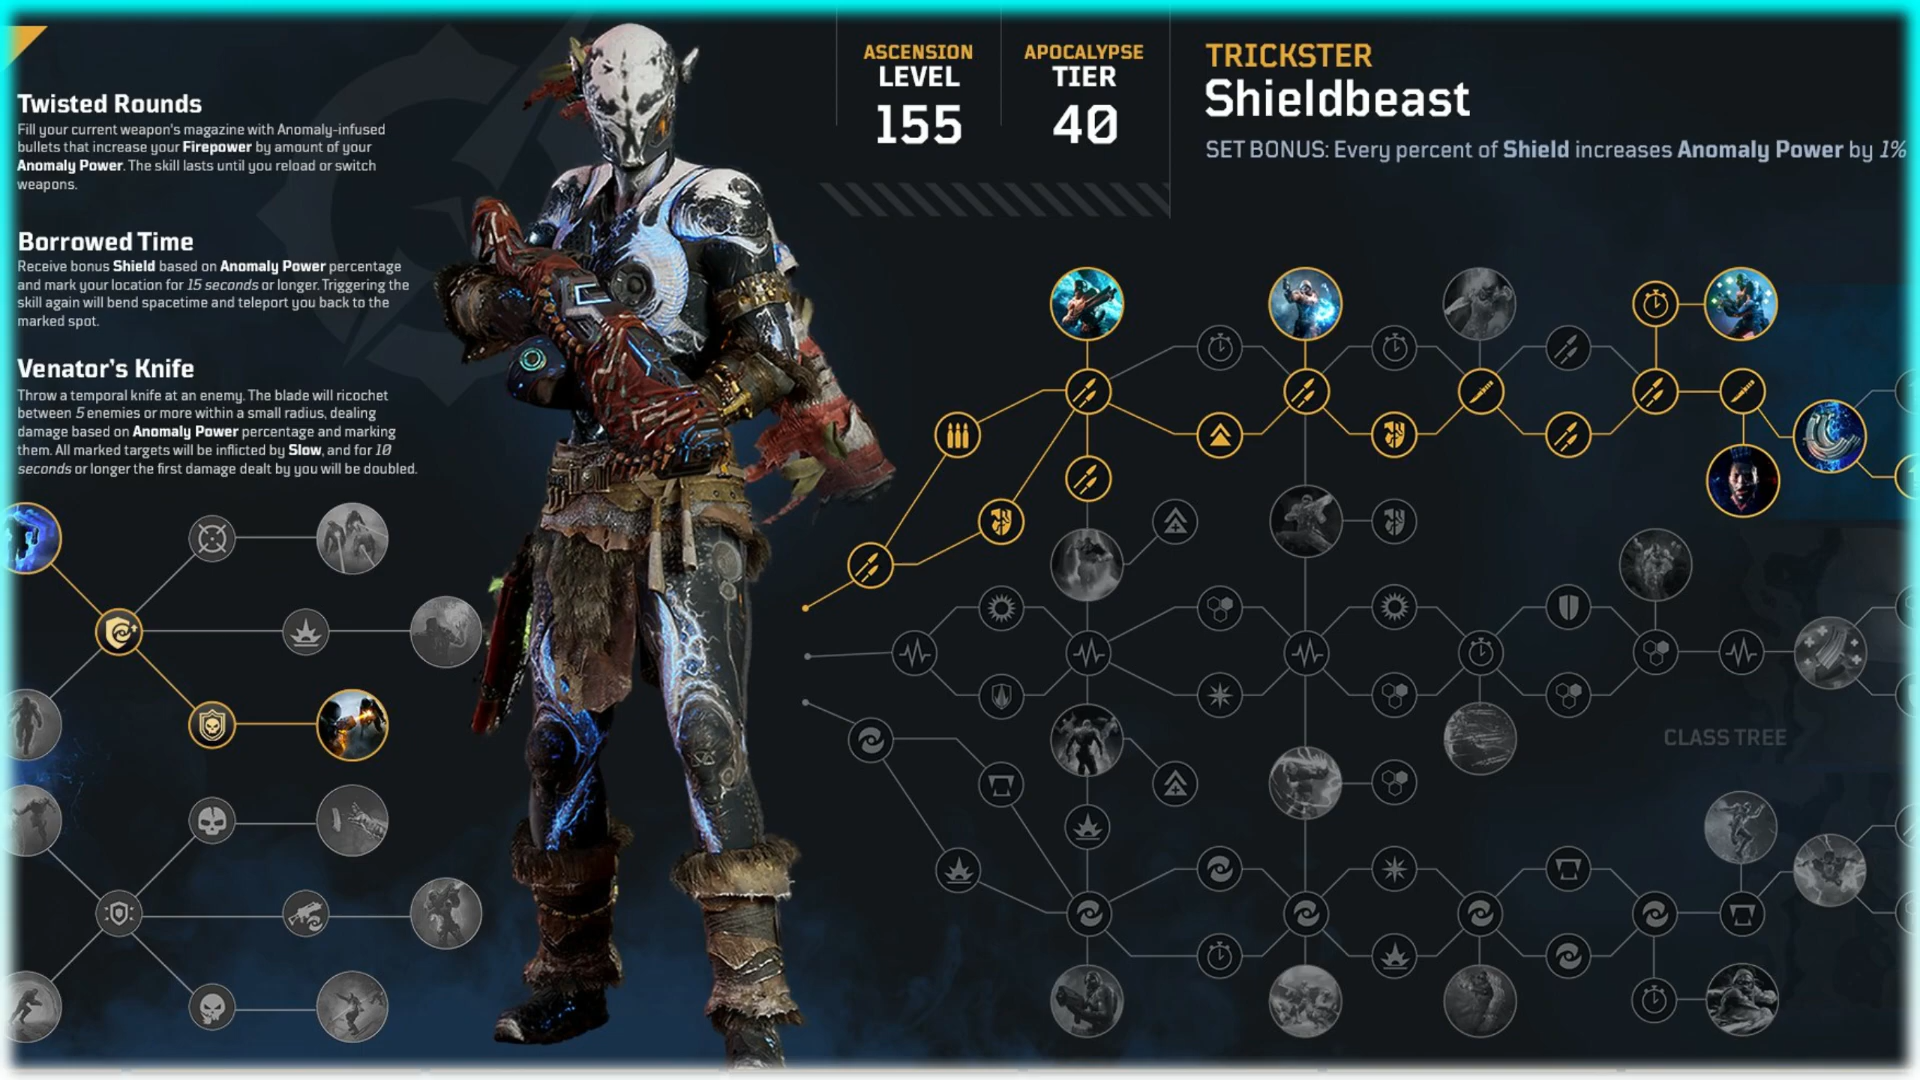 Twisted Rounds
Fill your current weapon's magazine with Anomaly-infused
bullets that increase your Firepower by amount of your
Anomaly Power. The skill lasts until you reload or switch
weapons.
Borrowed Time
Receive bonus Shield based on Anomaly Power percentage
and mark your location for 15 seconds or longer. Triggering the
skill again will bend spacetime and teleport you back to the
marked spot.
Venator's Knife
Throw a temporal knife at an enemy. The blade will ricochet
between 5 enemies or more within a small radius, dealing
damage based on Anomaly Power percentage and marking
them. All marked targets will be inflicted by Slow, and for 10
seconds or longer the first damage dealt by you will be doubled.
ASCENSION
LEVEL
155
APOCALYPSE
TIER
40
TRICKSTER
Shieldbeast
SET BONUS: Every percent of Shield increases Anomaly Power by 1%
CLASS TREE